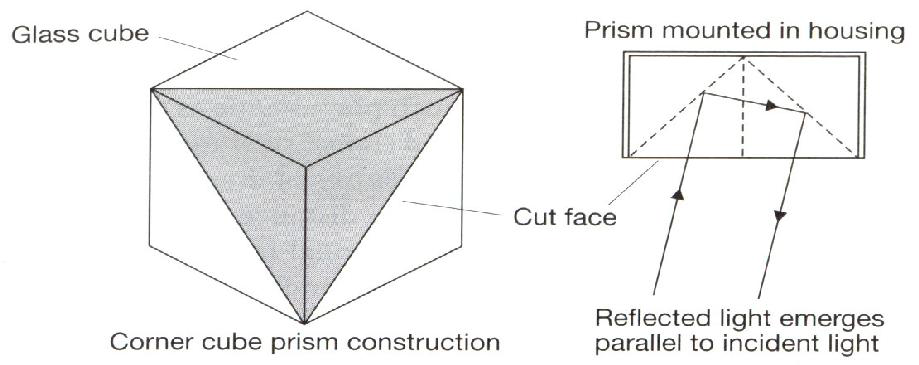 Glass cube
Prism mounted in housing
Cut face
Corner cube prism construction
Reflected light emerges
parallel to incident light